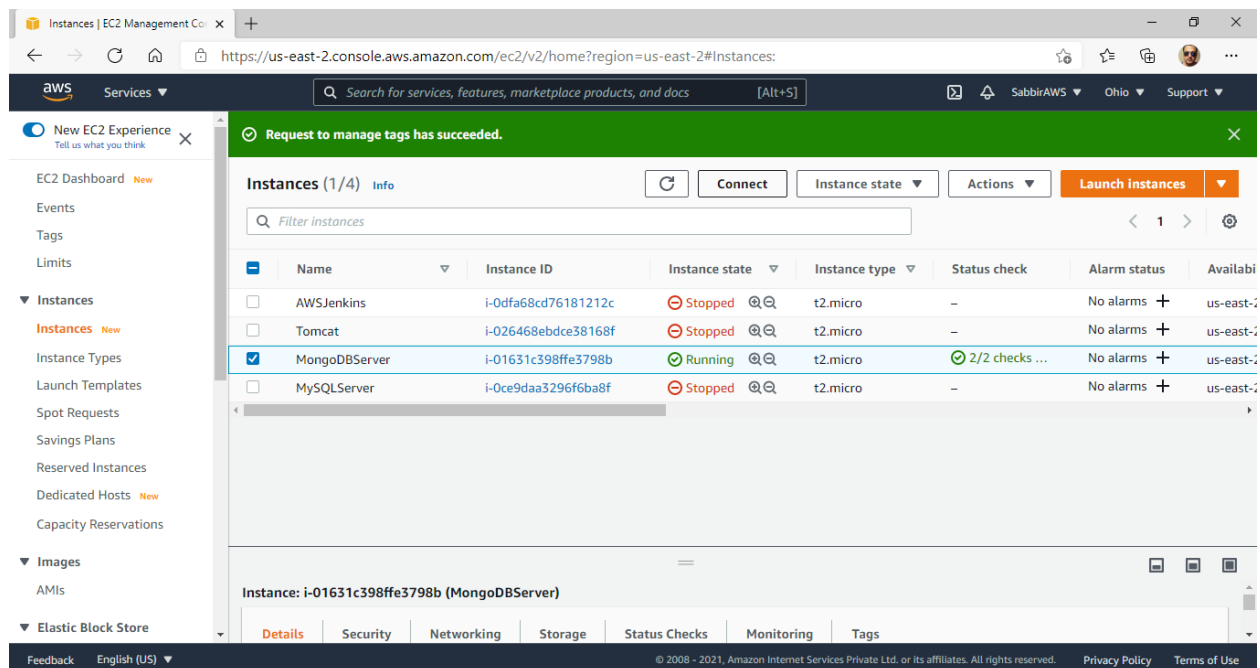 Instances | EC2 Management Co
https://us-east-2.console.aws.amazon.com/ec2/v2/home?region=us-east-2#Instances:
aws Services Search for services, features, marketplace products, and docs [Alt+S] SabbirAWS Ohio Support
New EC2 Experience
Tell us what you think
EC2 Dashboard New
Events
Tags
Limits
Instances
Instances New
Instance Types
Launch Templates
Spot Requests
Savings Plans
Reserved Instances
Dedicated Hosts New
Capacity Reservations
Images
AMIs
Elastic Block Store
Request to manage tags has succeeded.
Instances (1/4) Info Connect Instance state Actions Launch instances
Filter instances 1
Name Instance ID Instance state Instance type Status check Alarm status Availabi
AWSJenkins i-0dfa68cd76181212c Stopped t2.micro – No alarms + us-east-2
Tomcat i-026468ebdce38168f Stopped t2.micro – No alarms + us-east-2
MongoDBServer i-01631c398ffe3798b Running t2.micro 2/2 checks ... No alarms + us-east-2
MySQLServer i-0ce9daa3296f6ba8f Stopped t2.micro – No alarms + us-east-2
Instance: i-01631c398ffe3798b (MongoDBServer)
Details Security Networking Storage Status Checks Monitoring Tags
Feedback English (US) © 2008 - 2021, Amazon Internet Services Private Ltd. or its affiliates. All rights reserved. Privacy Policy Terms of Use